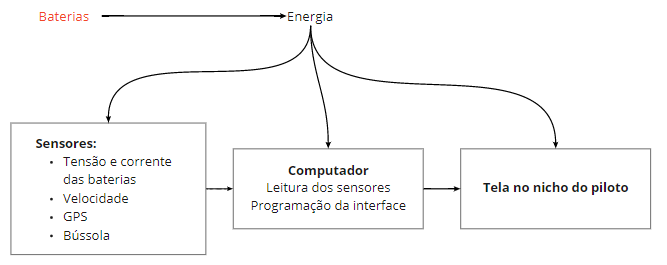 Baterias
Energia
Sensores:
• Tensão e corrente
das baterias
• Velocidade
• GPS
• Bússola
Computador
Leitura dos sensores
Programação da interface
Tela no nicho do piloto